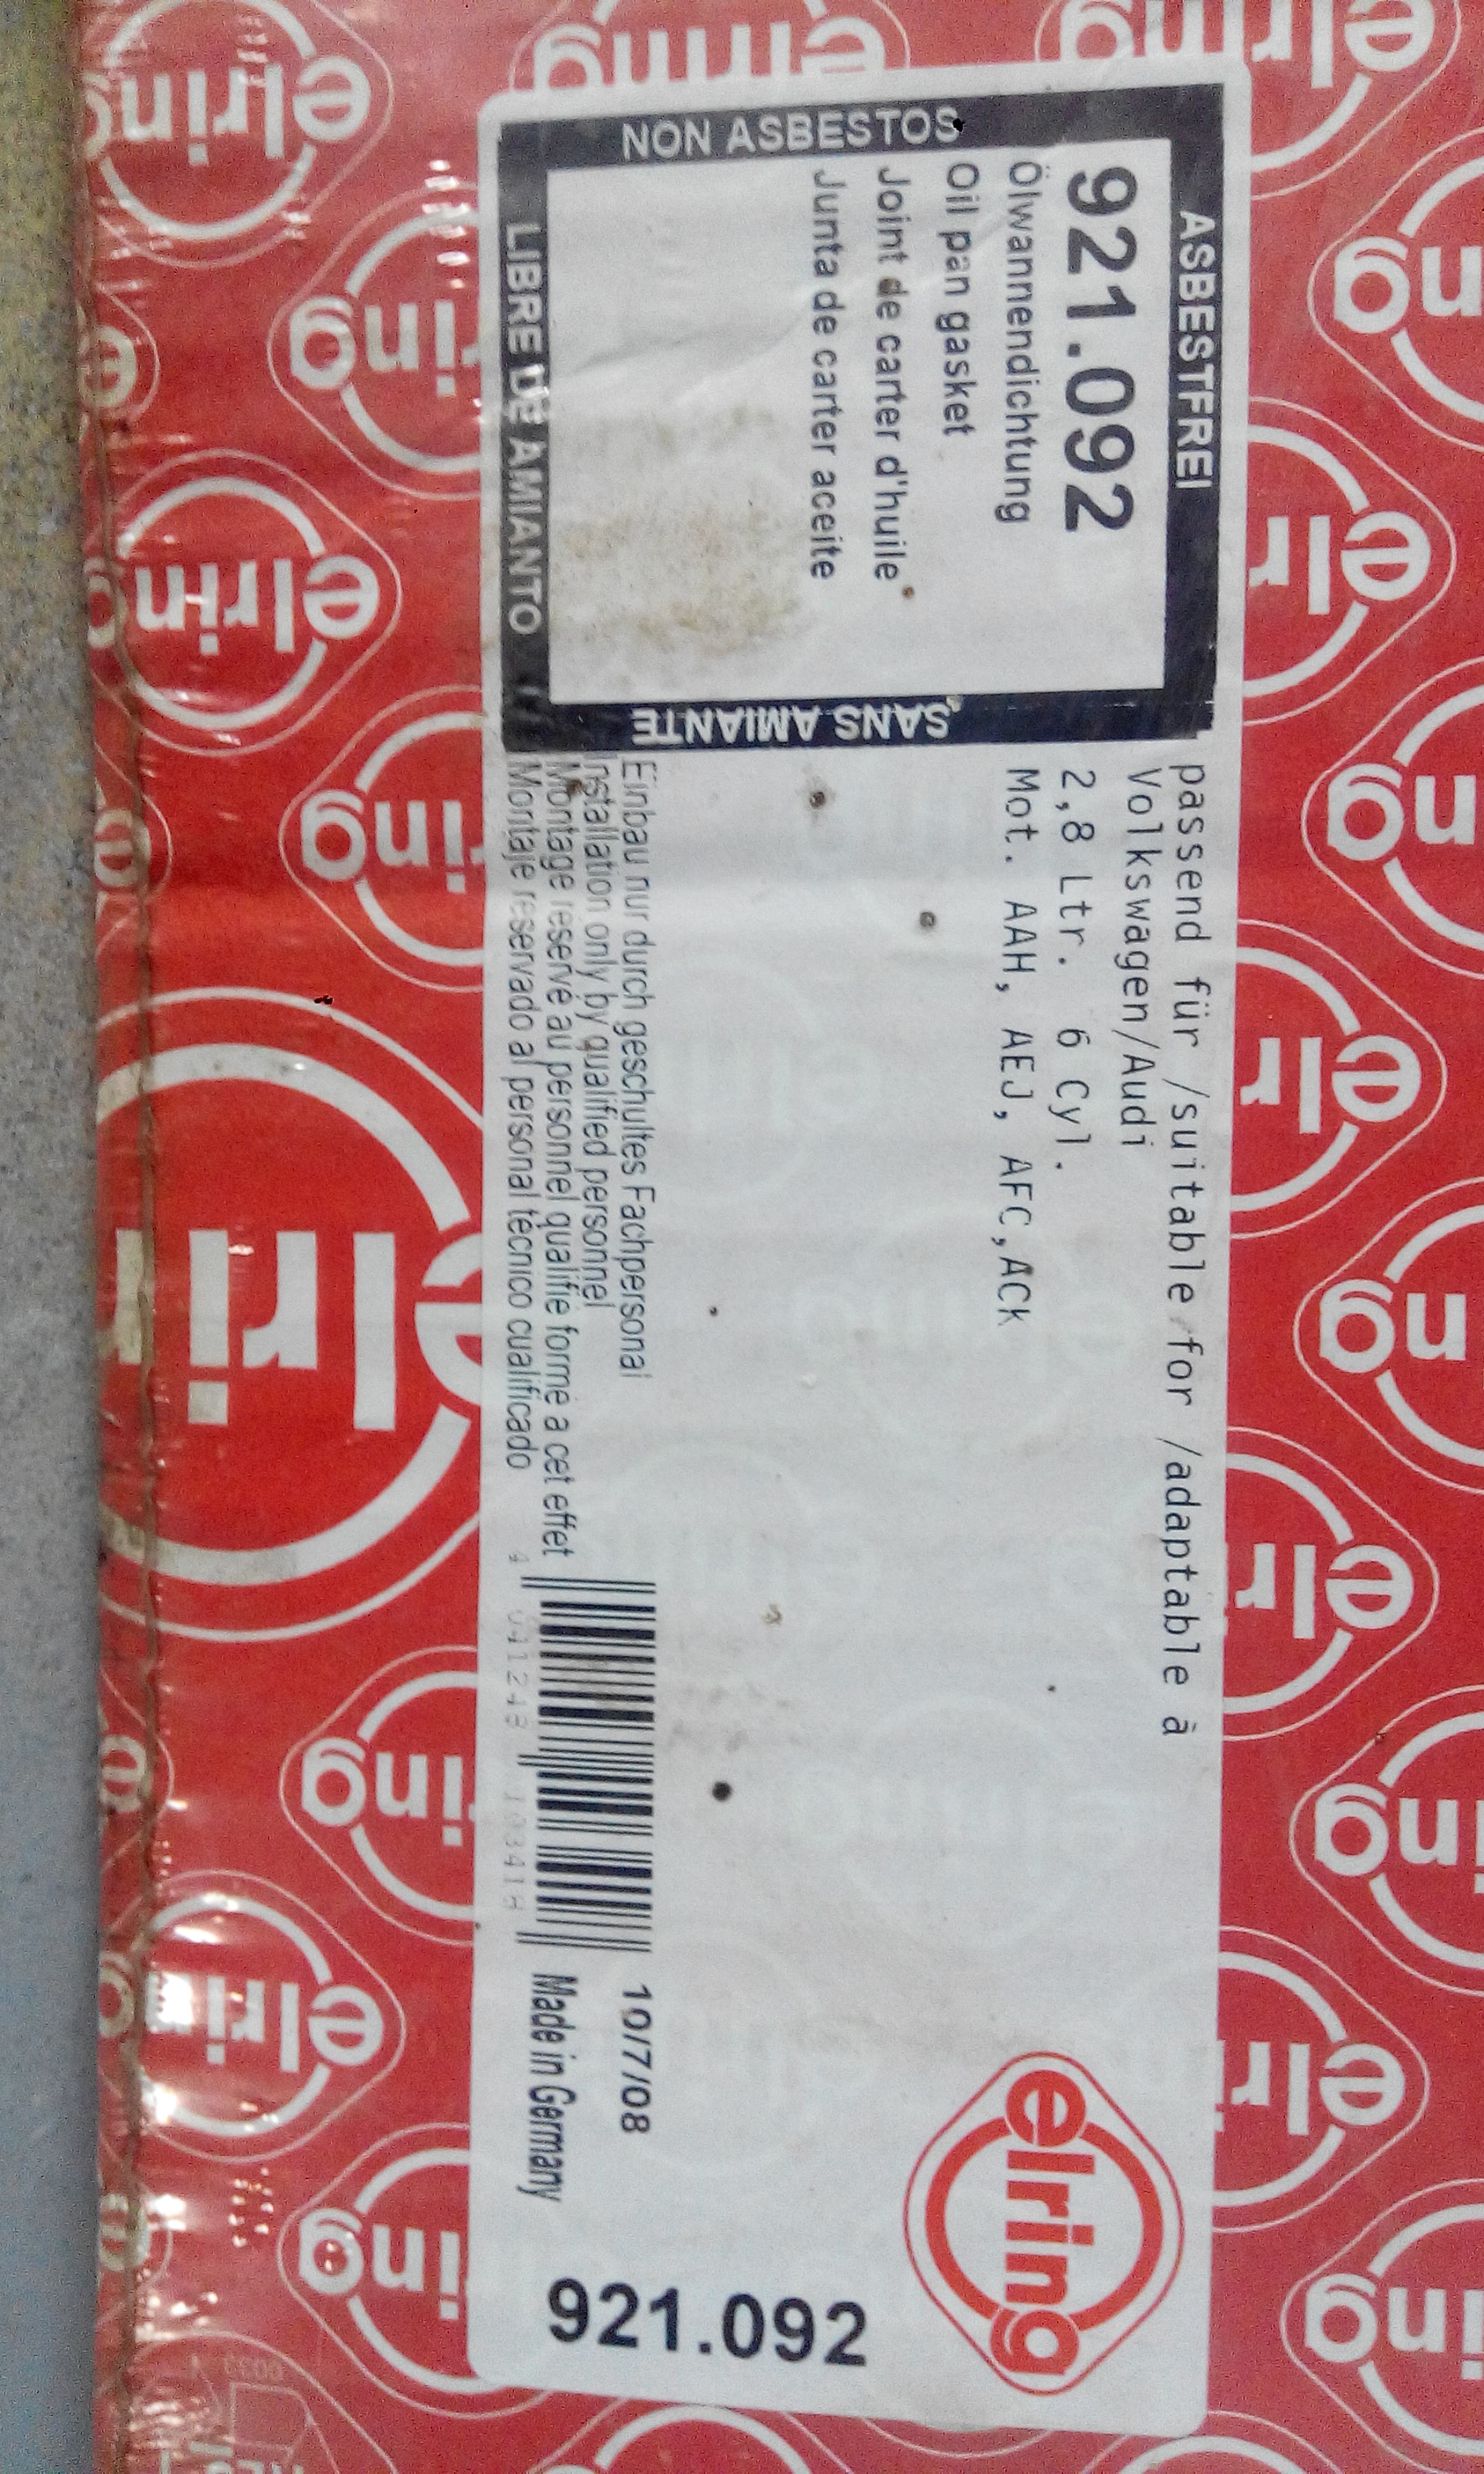 ASBESTFREI
NON ASBESTOS
921.092
Ölwannendichtung
Oil pan gasket
Joint de carter d'huile
Junta de carter aceite
SANS AMIANTE
LIBRE DE AMIANTO
passend für /suitable for /adaptable à
Volkswagen/Audi
2,8 Ltr. 6 Cyl.
Mot. AAH, AEJ, AFC,ACK
Einbau nur durch geschultes Fachpersonal
Installation only by qualified personnel
Montage réservé au personnel qualifié formé à cet effet
Montaje reservado al personal técnico cualificado
10/7/08
Made in Germany
elring
921.092